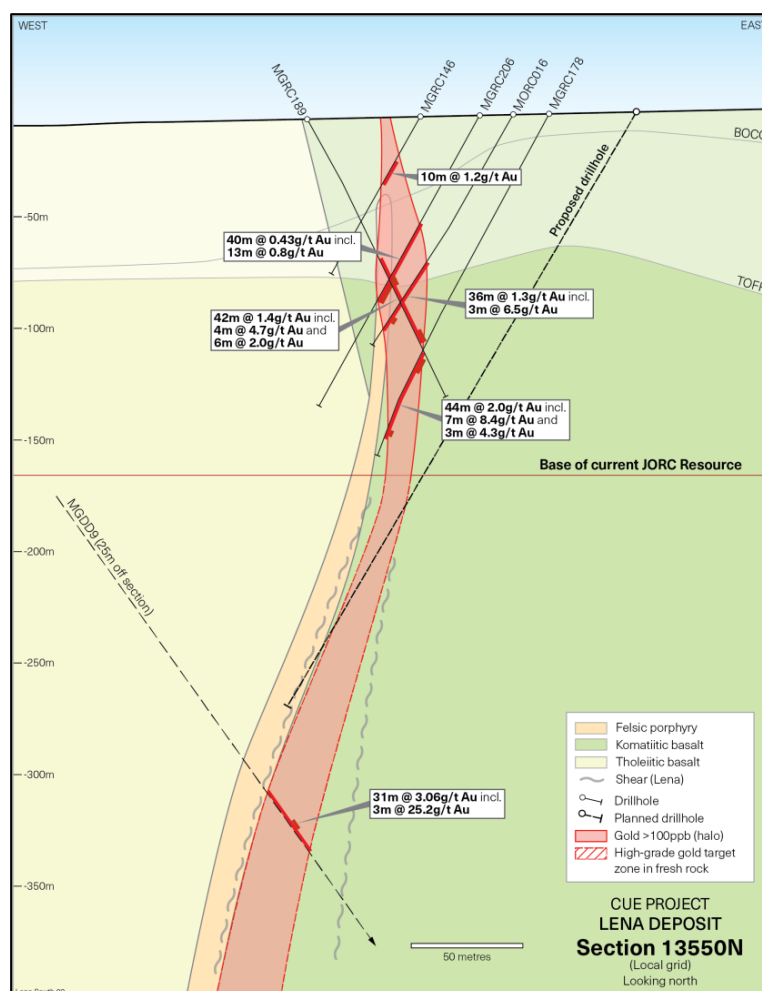 WEST
EAST
MGRC189
MGRC146
MGRC206
MORC016
MGRC178
BOCO
Proposed drillhole
10m @ 1.2g/t Au
-50m
40m @ 0.43g/t Au incl.
13m @ 0.8g/t Au
TOFR
36m @ 1.3g/t Au incl.
3m @ 6.5g/t Au
-100m
42m @ 1.4g/t Au incl.
4m @ 4.7g/t Au and
6m @ 2.0g/t Au
44m @ 2.0g/t Au incl.
7m @ 8.4g/t Au and
3m @ 4.3g/t Au
-150m
Base of current JORC Resource
MGDD9 (25m off section)
-200m
-250m
-300m
31m @ 3.06g/t Au incl.
3m @ 25.2g/t Au
-350m
Felsic porphyry
Komatiitic basalt
Tholeiitic basalt
Shear (Lena)
Drillhole
Planned drillhole
Gold >100ppb (halo)
High-grade gold target
zone in fresh rock
CUE PROJECT
LENA DEPOSIT
Section 13550N
(Local grid)
Looking north
50 metres